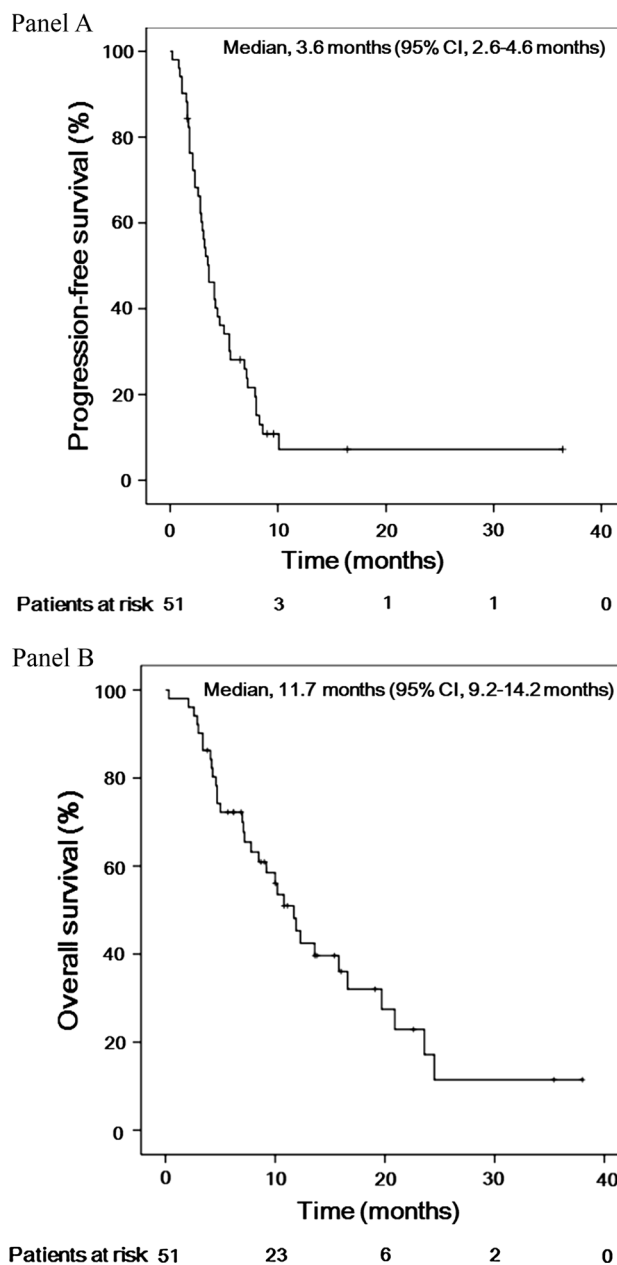 Panel A
Median, 3.6 months (95% CI, 2.6-4.6 months)
Progression-free survival (%)
100
80
60
40
20
0
0 10 20 30 40
Time (months)
Patients at risk 51 3 1 1 0
Panel B
Median, 11.7 months (95% CI, 9.2-14.2 months)
Overall survival (%)
100
80
60
40
20
0
0 10 20 30 40
Time (months)
Patients at risk 51 23 6 2 0